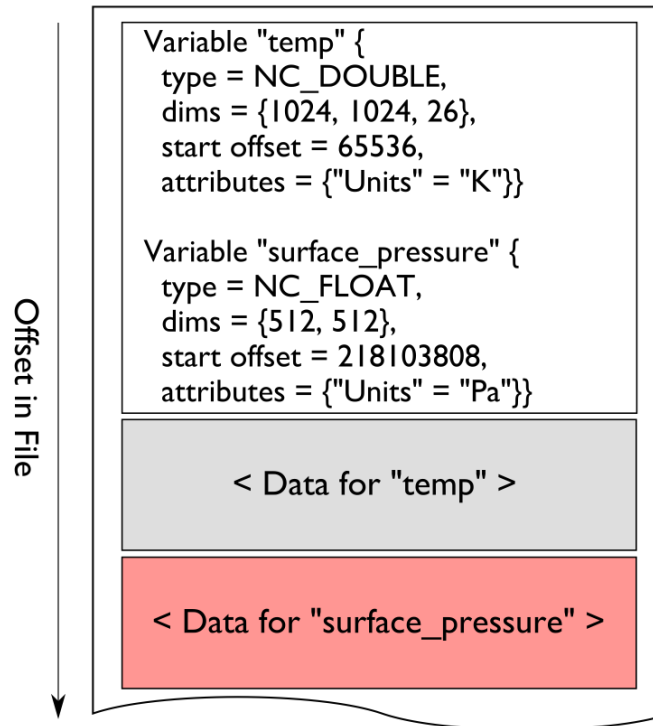 Variable "temp" {
type = NC_DOUBLE,
dims = {1024, 1024, 26},
start offset = 65536,
attributes = {"Units" = "K"}}
Variable "surface_pressure" {
type = NC_FLOAT,
dims = {512, 512},
start offset = 218103808,
attributes = {"Units" = "Pa"}}
Offset in File
< Data for "temp" >
< Data for "surface_pressure" >